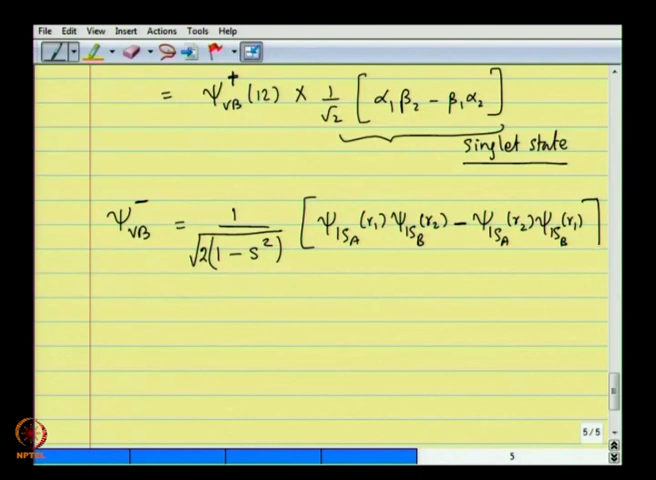 File Edit View Insert Actions Tools Help
= Ψ⁺_VB (12) × 1/√2 [α₁β₂ − β₁α₂]
singlet state
Ψ⁻_VB = 1/√(2(1 − S²)) [Ψ_1S_A (r₁) Ψ_1S_B (r₂) − Ψ_1S_A (r₂) Ψ_1S_B (r₁)]
5/5
NPTEL
5